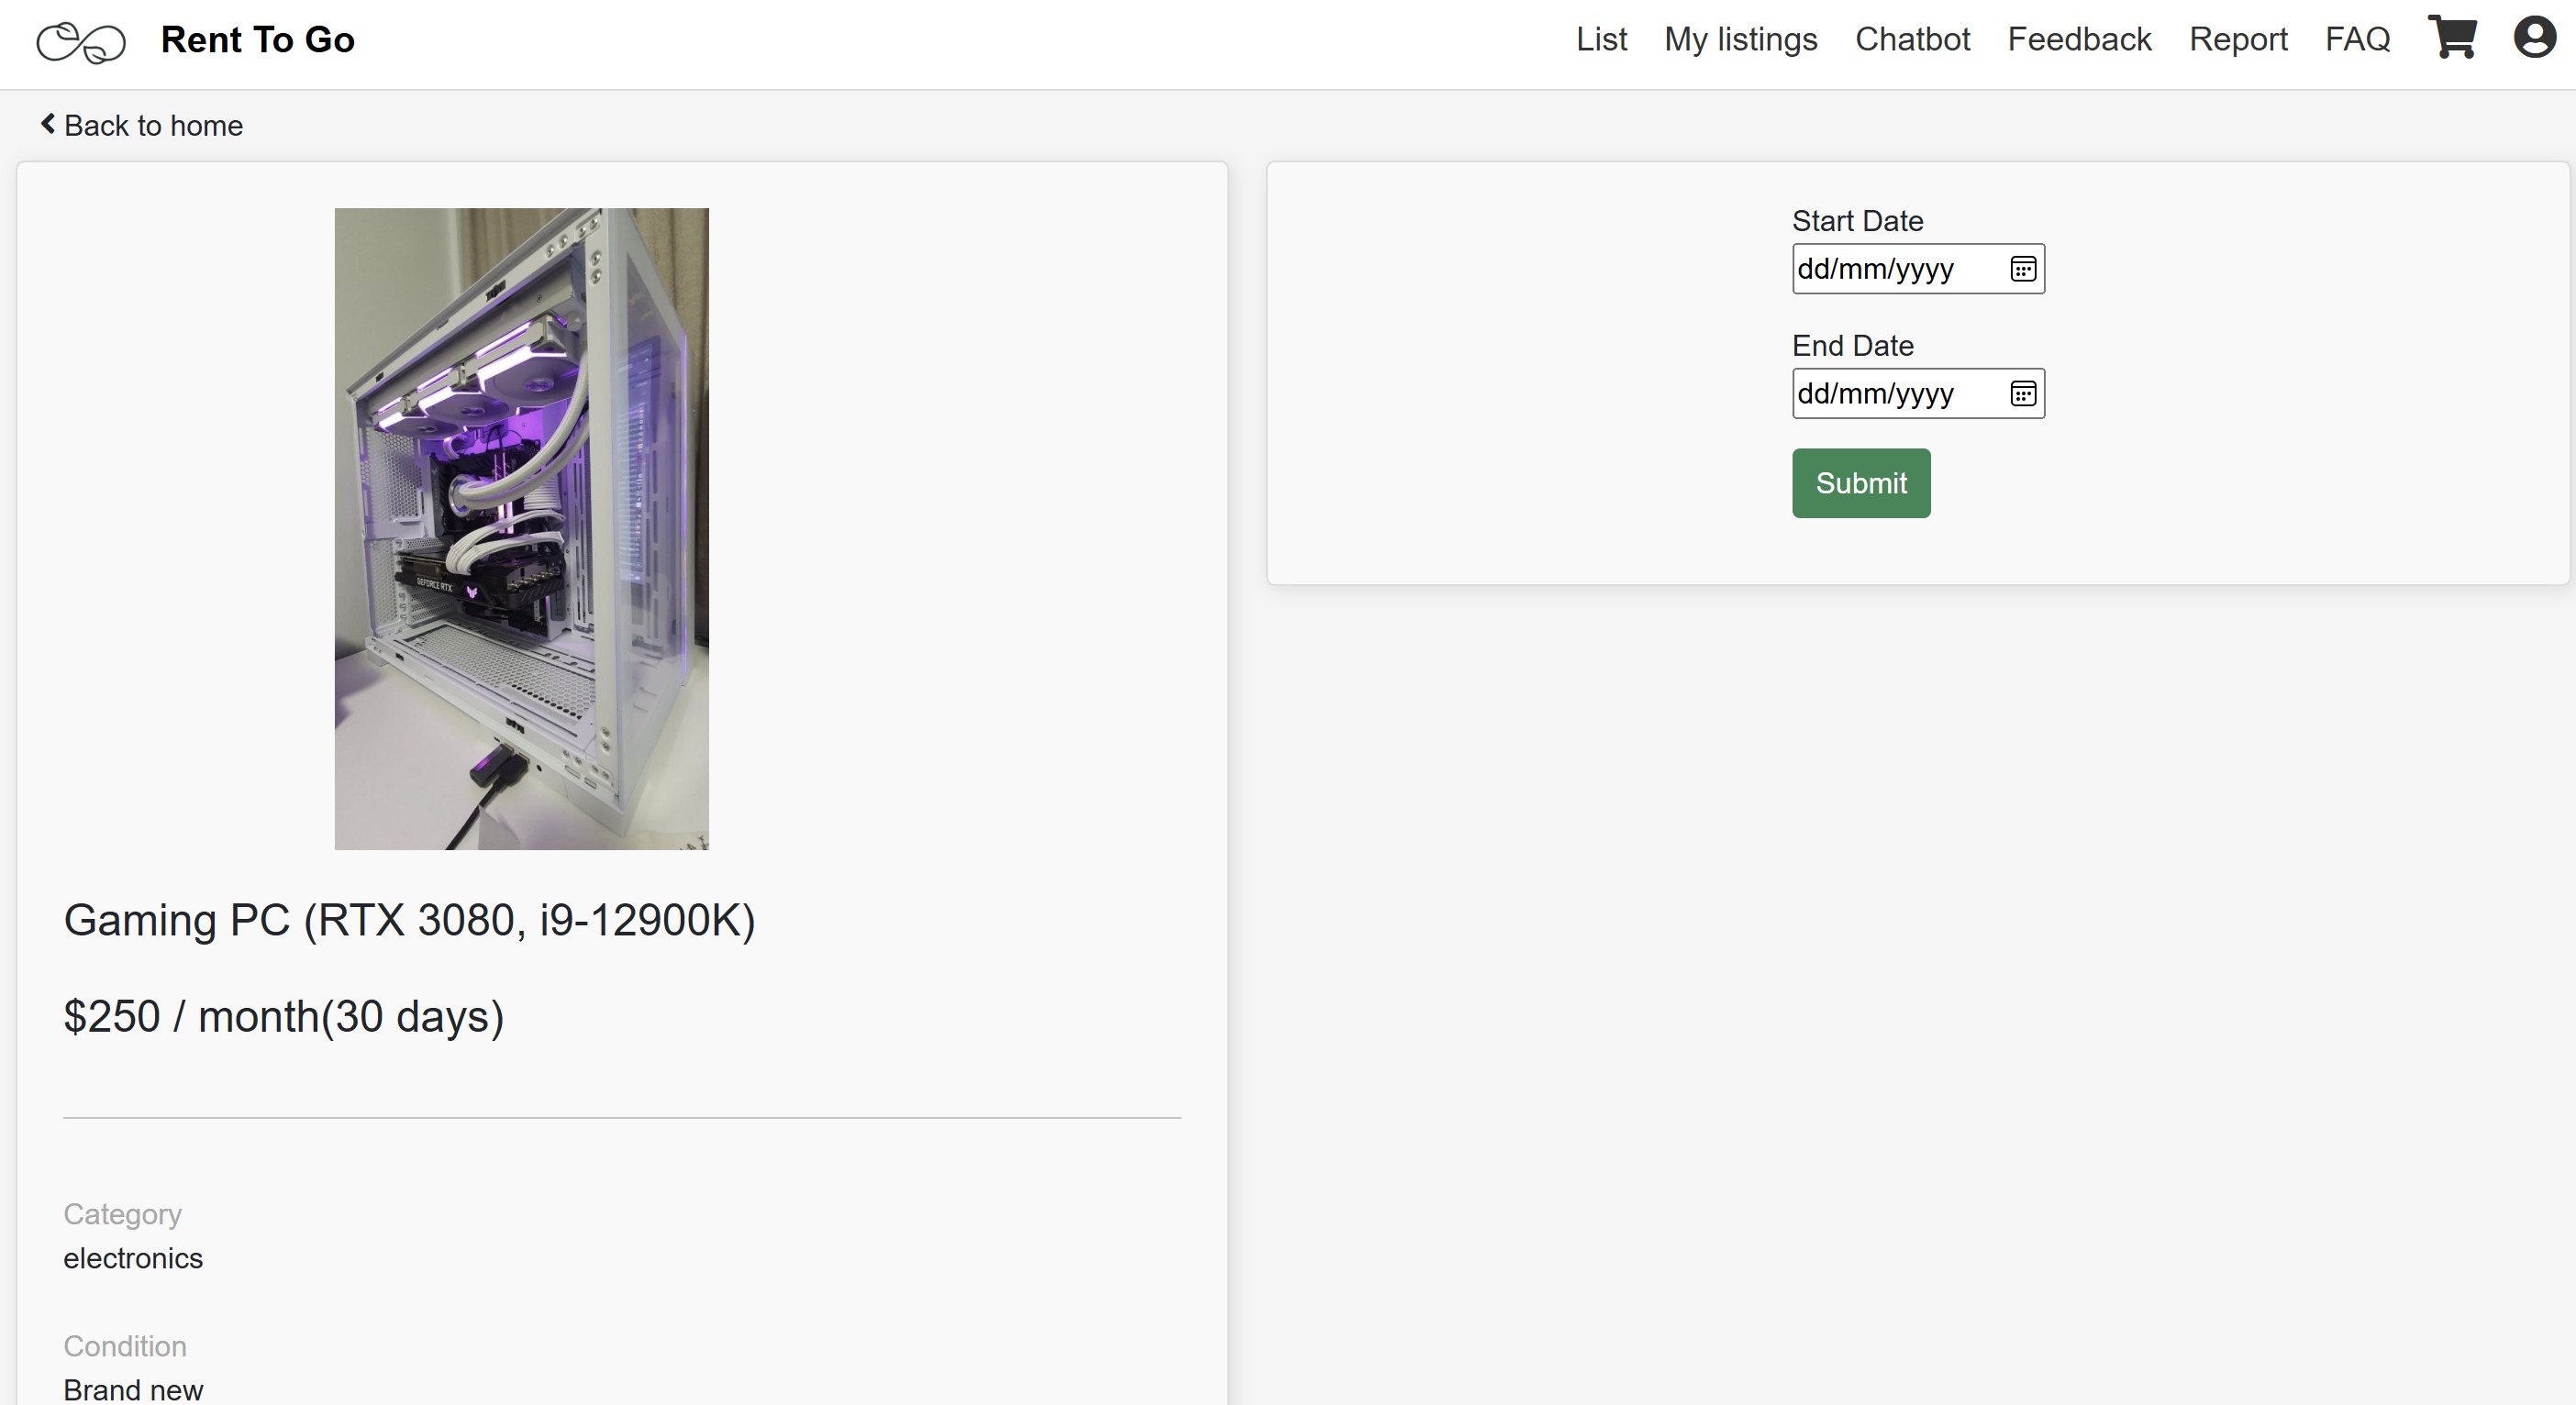 Rent To Go
List My listings Chatbot Feedback Report FAQ
Back to home
GEFORCE RTX
Gaming PC (RTX 3080, i9-12900K)
$250 / month(30 days)
Category
electronics
Condition
Brand new
Start Date
dd/mm/yyyy
End Date
dd/mm/yyyy
Submit